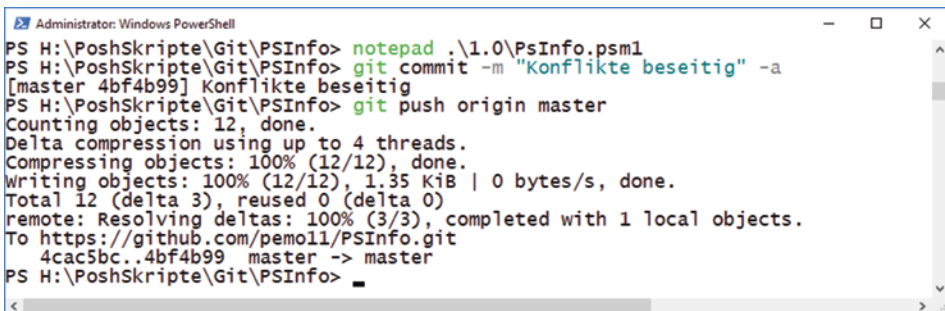 Administrator: Windows PowerShell
PS H:\PoshSkripte\Git\PSInfo> notepad .\1.0\PsInfo.psm1
PS H:\PoshSkripte\Git\PSInfo> git commit -m "Konflikte beseitig" -a
[master 4bf4b99] Konflikte beseitig
PS H:\PoshSkripte\Git\PSInfo> git push origin master
Counting objects: 12, done.
Delta compression using up to 4 threads.
Compressing objects: 100% (12/12), done.
Writing objects: 100% (12/12), 1.35 KiB | 0 bytes/s, done.
Total 12 (delta 3), reused 0 (delta 0)
remote: Resolving deltas: 100% (3/3), completed with 1 local objects.
To https://github.com/pemo11/PSInfo.git
   4cac5bc..4bf4b99  master -> master
PS H:\PoshSkripte\Git\PSInfo>